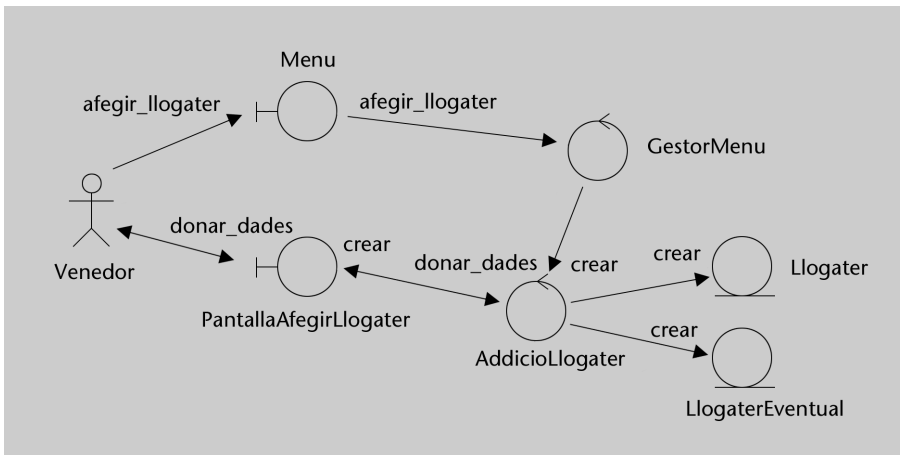 Menu
afegir_llogater
afegir_llogater
GestorMenu
Venedor
donar_dades
crear
donar_dades
crear
crear
Llogater
PantallaAfegirLlogater
AddicioLlogater
crear
LlogaterEventual